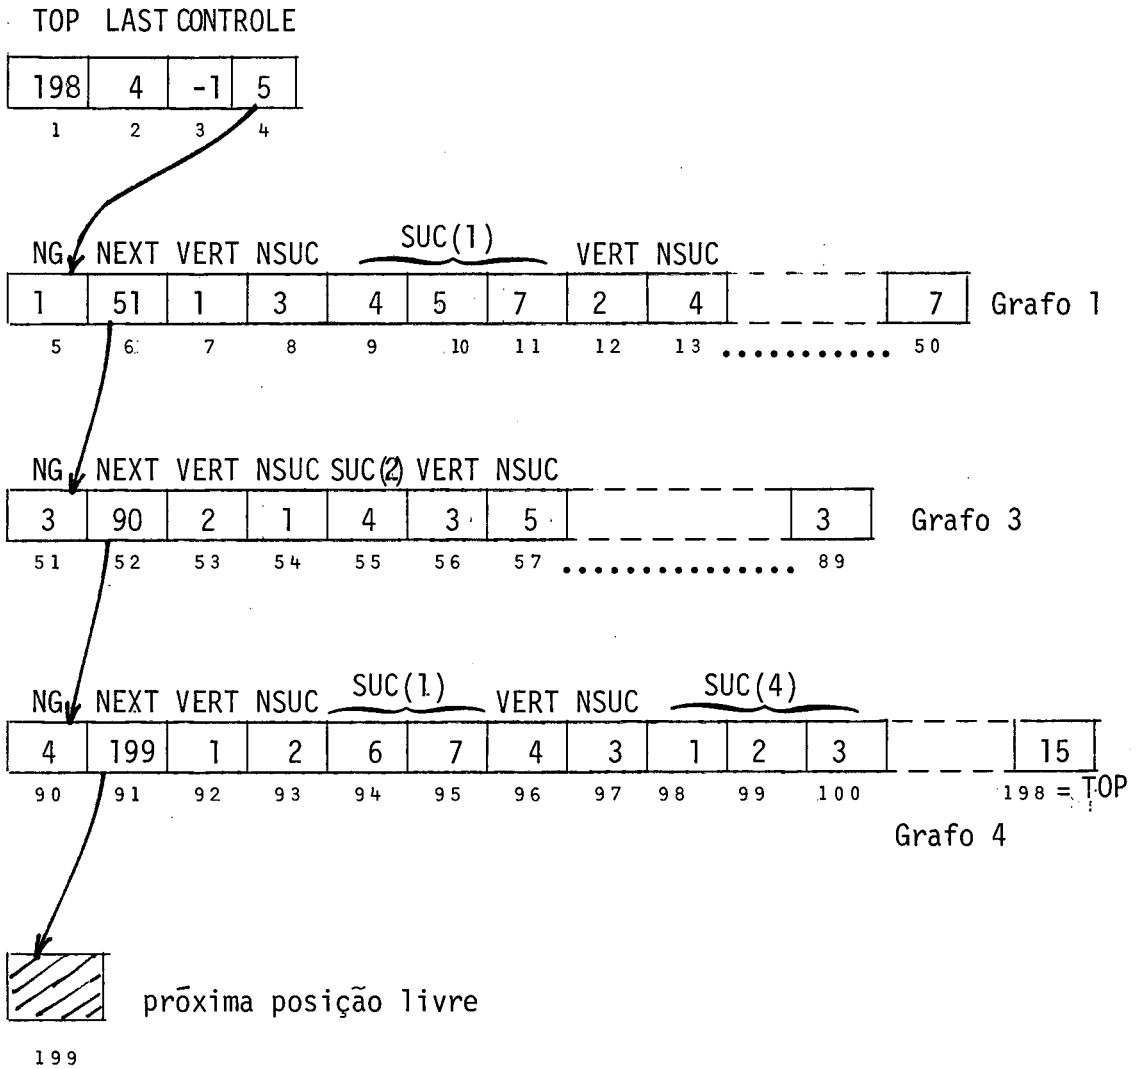 TOP LAST CONTROLE
198 4 -1 5
1 2 3 4
SUC(1)
NG NEXT VERT NSUC VERT NSUC
1 51 1 3 4 5 7 2 4 7 Grafo 1
5 6 7 8 9 10 11 12 13 50
NG NEXT VERT NSUC SUC(2) VERT NSUC
3 90 2 1 4 3 5 3 Grafo 3
51 52 53 54 55 56 57 89
SUC(1) SUC(4)
NG NEXT VERT NSUC VERT NSUC
4 199 1 2 6 7 4 3 1 2 3 15
90 91 92 93 94 95 96 97 98 99 100 198 = TOP
Grafo 4
próxima posição livre
199